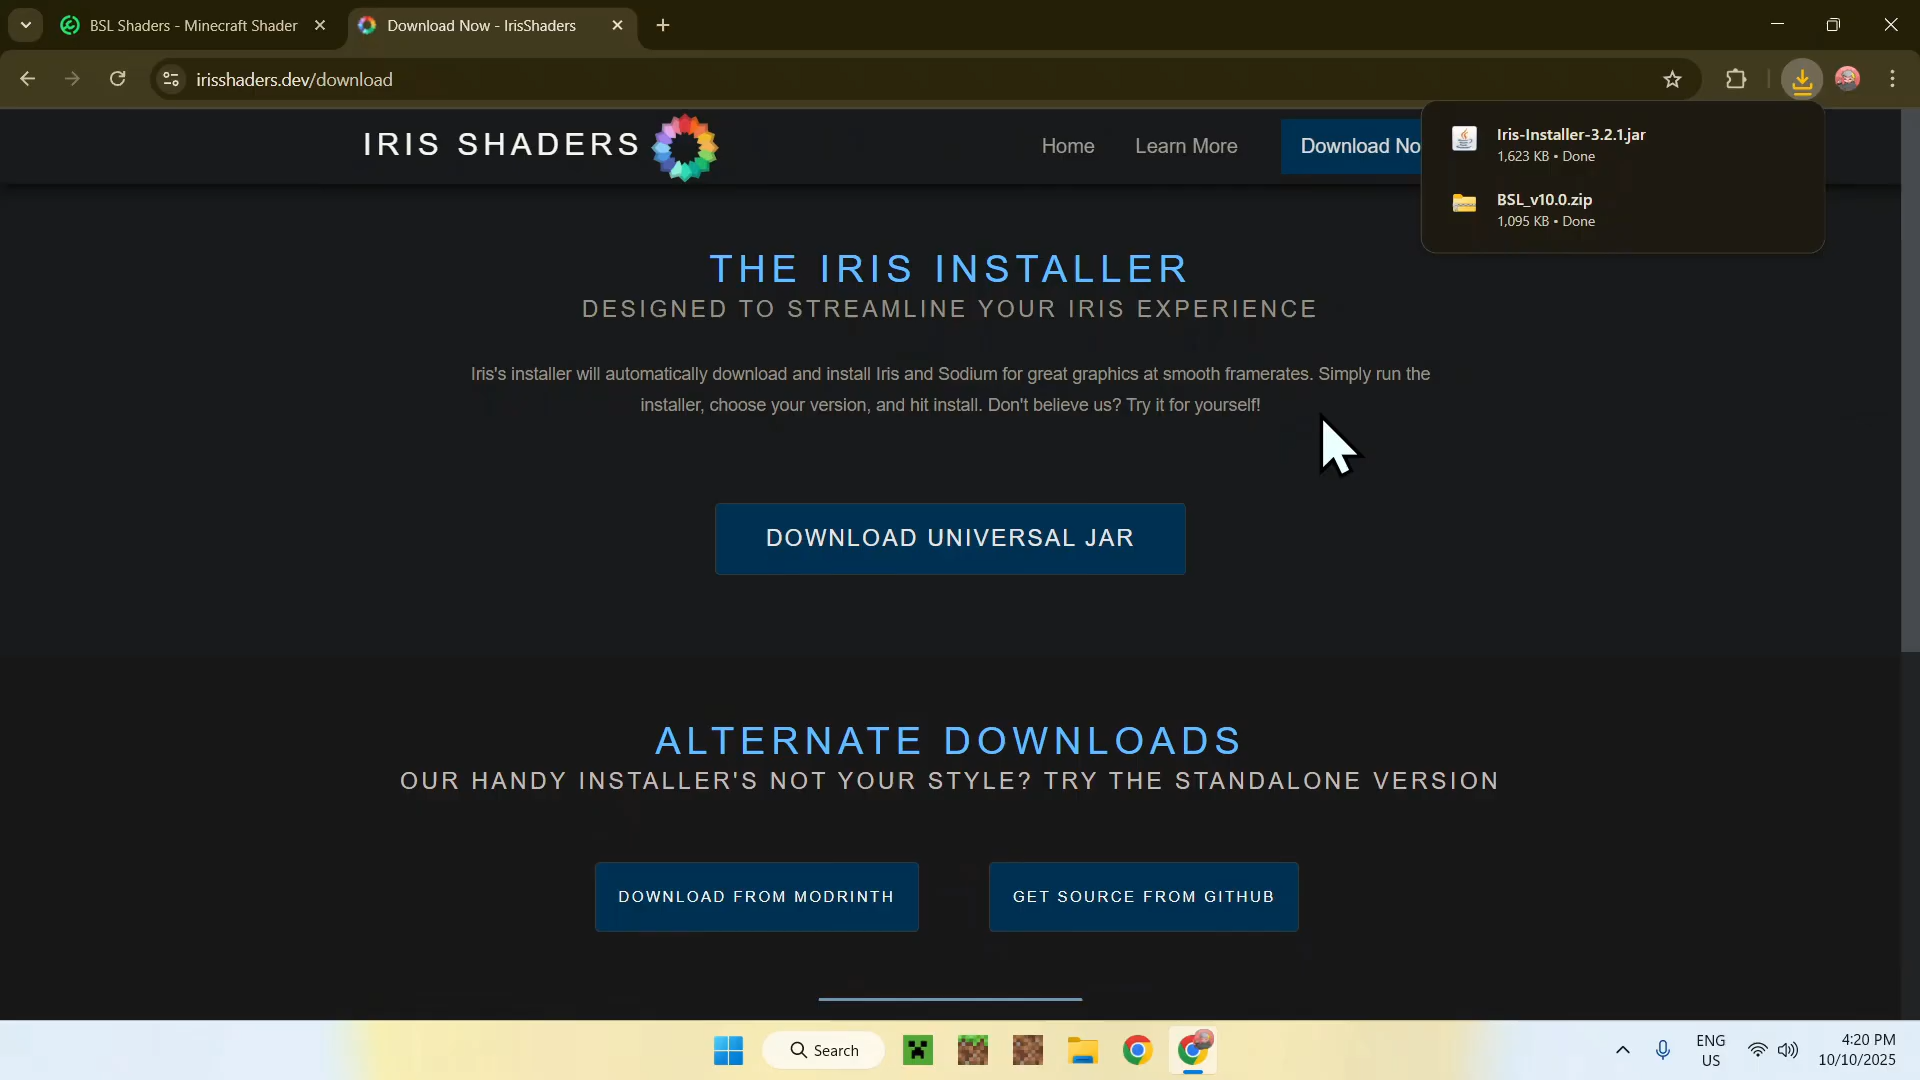 BSL Shaders - Minecraft Shader
Download Now - IrisShaders
irisshaders.dev/download
IRIS SHADERS
Home
Learn More
Download No
Iris-Installer-3.2.1.jar
1,623 KB • Done
BSL_v10.0.zip
1,095 KB • Done
THE IRIS INSTALLER
DESIGNED TO STREAMLINE YOUR IRIS EXPERIENCE
Iris's installer will automatically download and install Iris and Sodium for great graphics at smooth framerates. Simply run the
installer, choose your version, and hit install. Don't believe us? Try it for yourself!
DOWNLOAD UNIVERSAL JAR
ALTERNATE DOWNLOADS
OUR HANDY INSTALLER'S NOT YOUR STYLE? TRY THE STANDALONE VERSION
DOWNLOAD FROM MODRINTH
GET SOURCE FROM GITHUB
Search
ENG
US
4:20 PM
10/10/2025